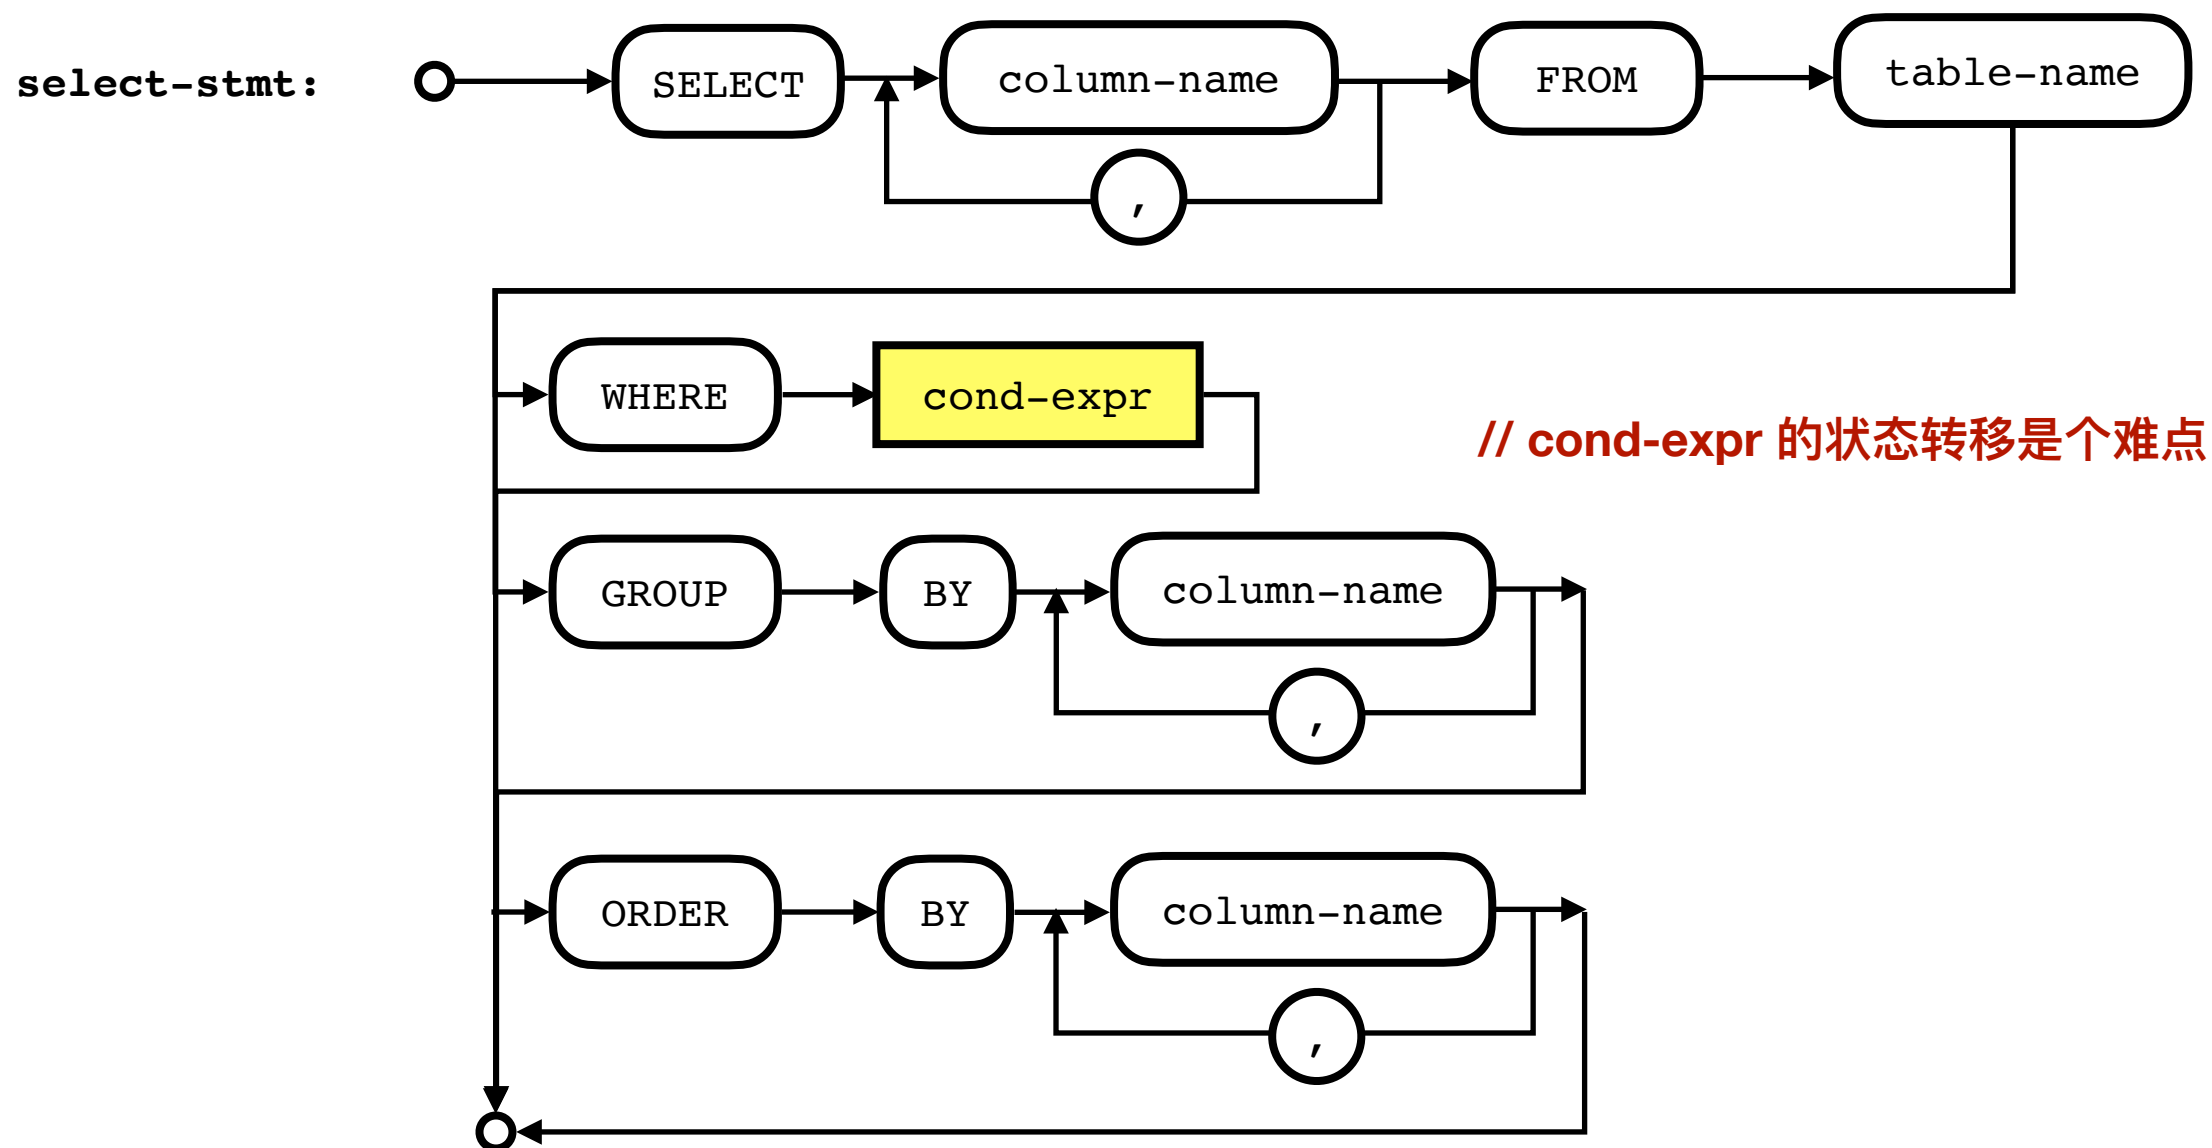 select-stmt: SELECT column-name FROM table-name
,
WHERE cond-expr
// cond-expr 的状态转移是个难点
GROUP BY column-name
,
ORDER BY column-name
,